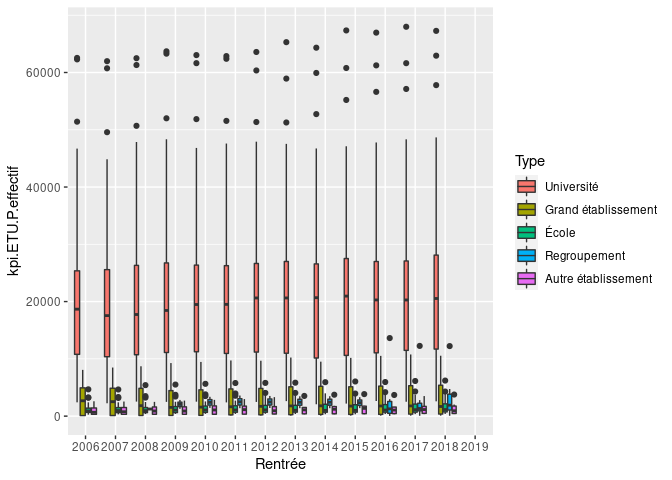 60000
40000
20000
0
kpi.ETU.P.effectif
2006 2007 2008 2009 2010 2011 2012 2013 2014 2015 2016 2017 2018 2019
Rentrée
Type
Université
Grand établissement
École
Regroupement
Autre établissement